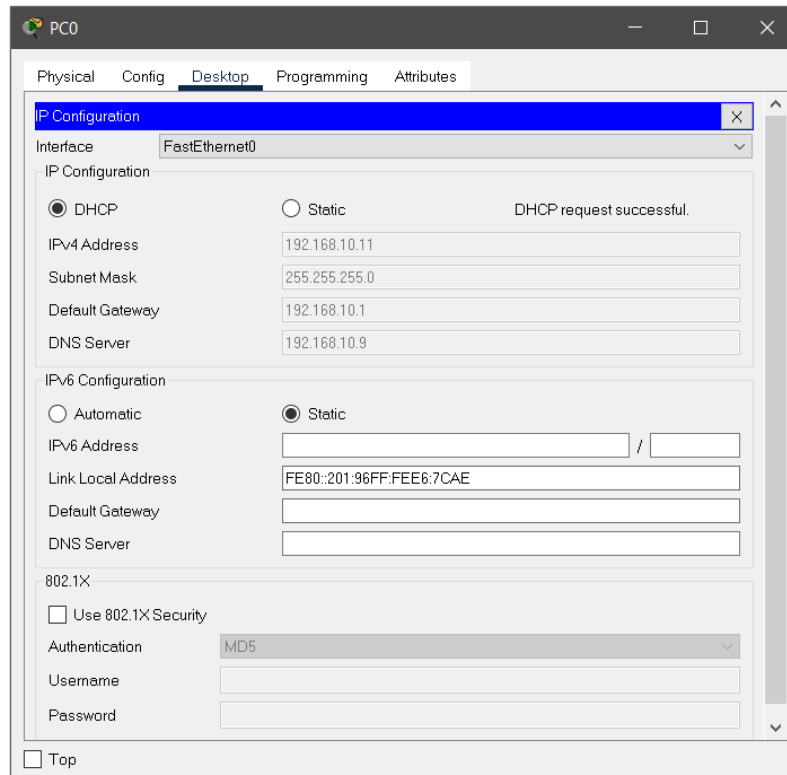 PC0
Physical Config Desktop Programming Attributes
IP Configuration X
Interface FastEthernet0
IP Configuration
DHCP Static DHCP request successful.
IPv4 Address 192.168.10.11
Subnet Mask 255.255.255.0
Default Gateway 192.168.10.1
DNS Server 192.168.10.9
IPv6 Configuration
Automatic Static
IPv6 Address /
Link Local Address FE80::201:96FF:FEE6:7CAE
Default Gateway
DNS Server
802.1X
Use 802.1X Security
Authentication MD5
Username
Password
Top